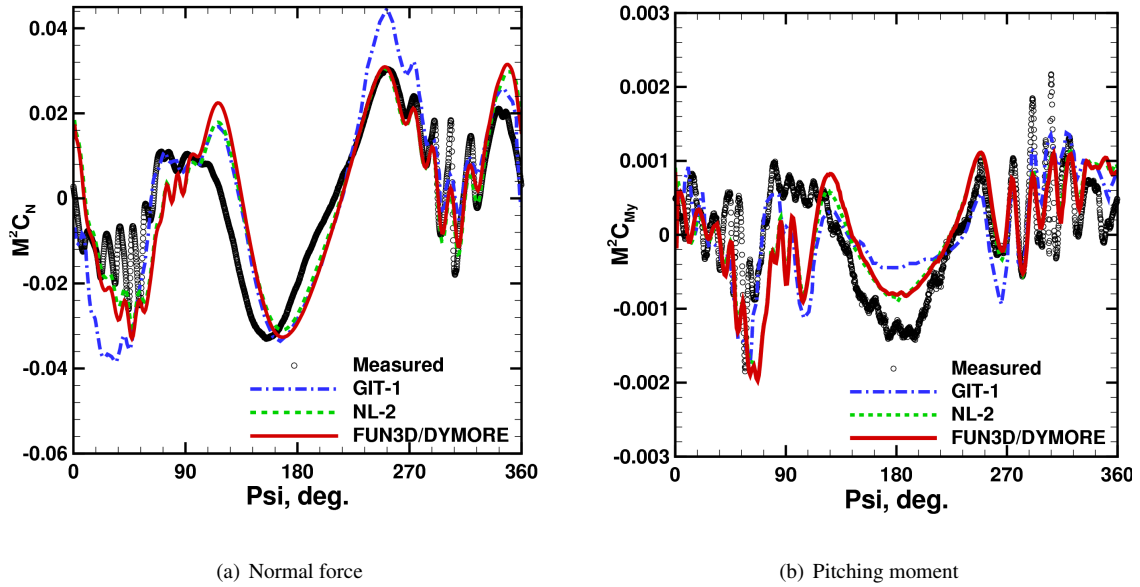 0.04
0.02
0
-0.02
-0.04
-0.06
M²C_N
0 90 180 270 360
Psi, deg.
Measured
GIT-1
NL-2
FUN3D/DYMORE
(a) Normal force
0.003
0.002
0.001
0
-0.001
-0.002
-0.003
M²C_My
0 90 180 270 360
Psi, deg.
Measured
GIT-1
NL-2
FUN3D/DYMORE
(b) Pitching moment